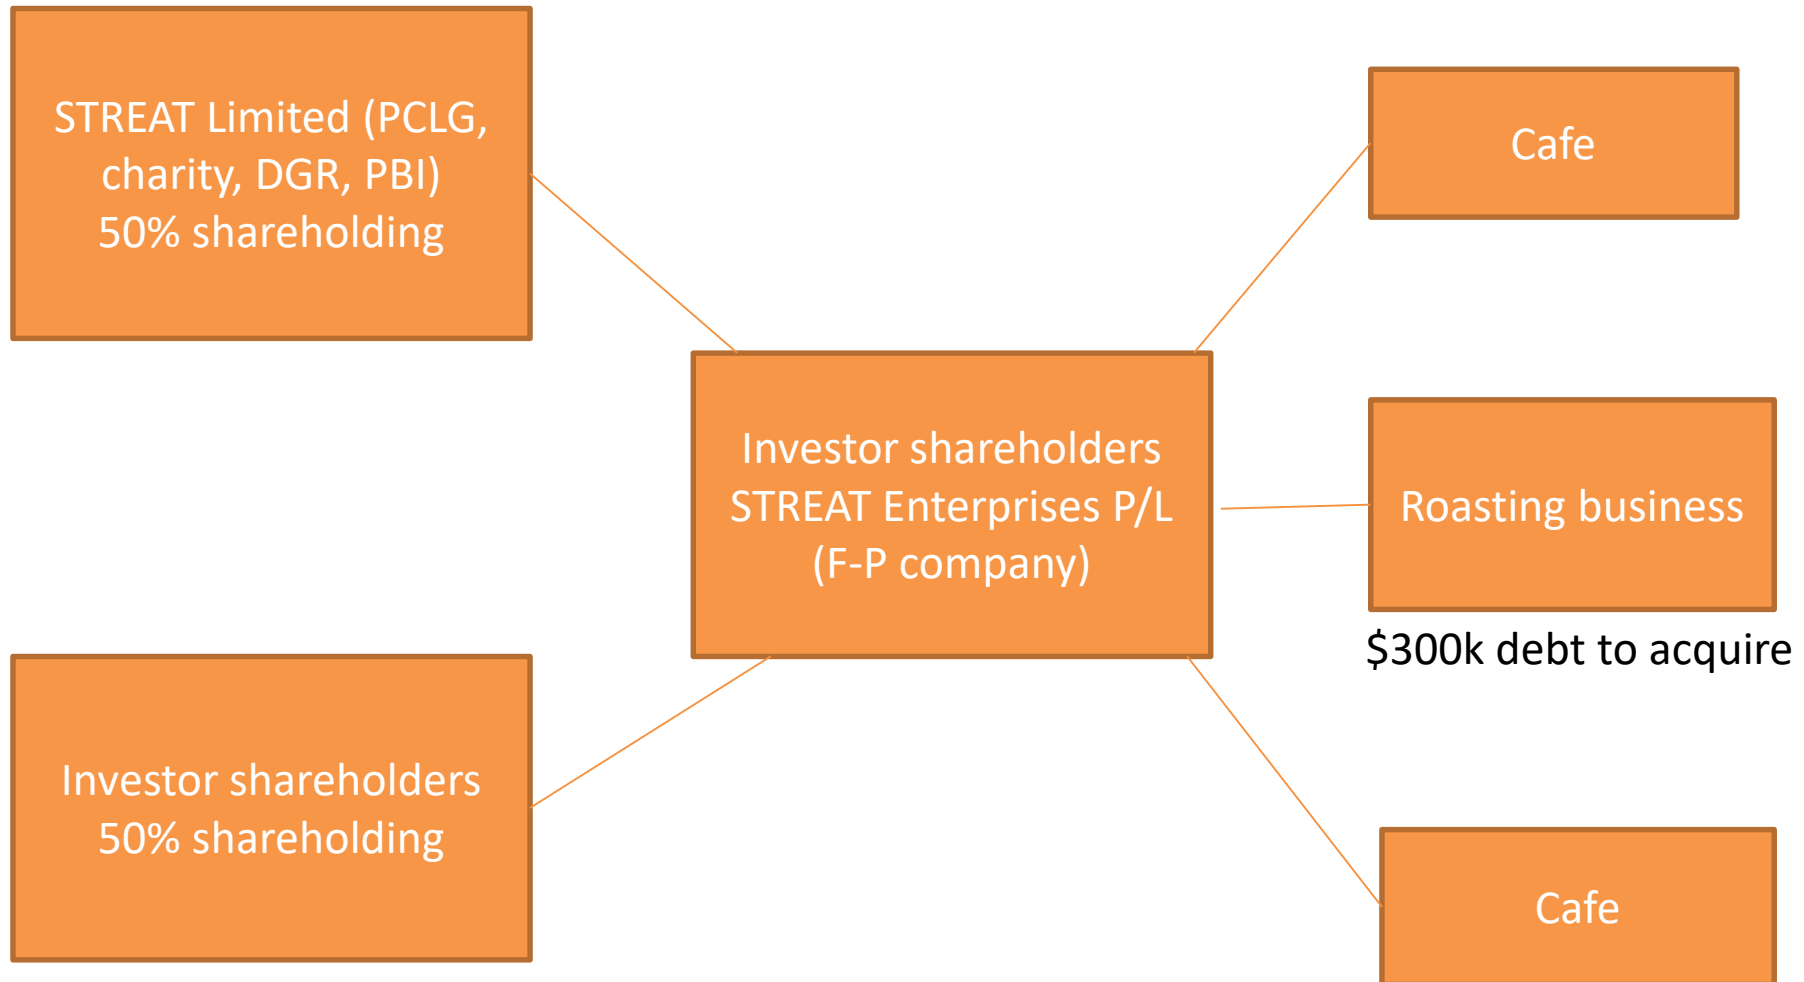 STREAT Limited (PCLG,
charity, DGR, PBI)
50% shareholding
Cafe
Investor shareholders
STREAT Enterprises P/L
(F-P company)
Roasting business
$300k debt to acquire
Investor shareholders
50% shareholding
Cafe